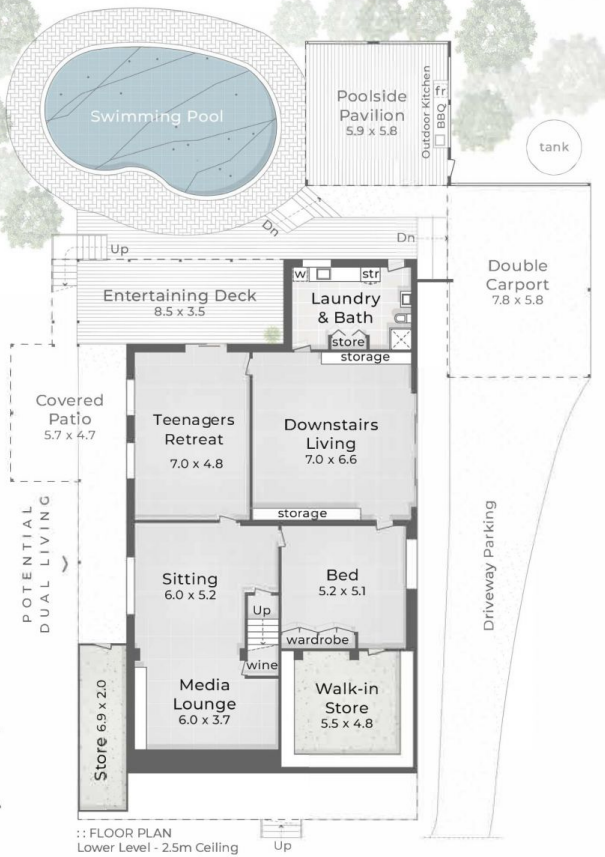 Swimming Pool
Poolside
Pavilion
5.9 x 5.8
Outdoor Kitchen
fr
BBQ
tank
Dn
Dn
Up
Entertaining Deck
8.5 x 3.5
w
str
Laundry
& Bath
store
storage
Double
Carport
7.8 x 5.8
Covered
Patio
5.7 x 4.7
Teenagers
Retreat
7.0 x 4.8
Downstairs
Living
7.0 x 6.6
storage
POTENTIAL
DUAL LIVING
Driveway Parking
Sitting
6.0 x 5.2
Up
wine
Bed
5.2 x 5.1
wardrobe
Media
Lounge
6.0 x 3.7
Walk-in
Store
5.5 x 4.8
Store 6.9 x 2.0
:: FLOOR PLAN
Lower Level - 2.5m Ceiling
Up